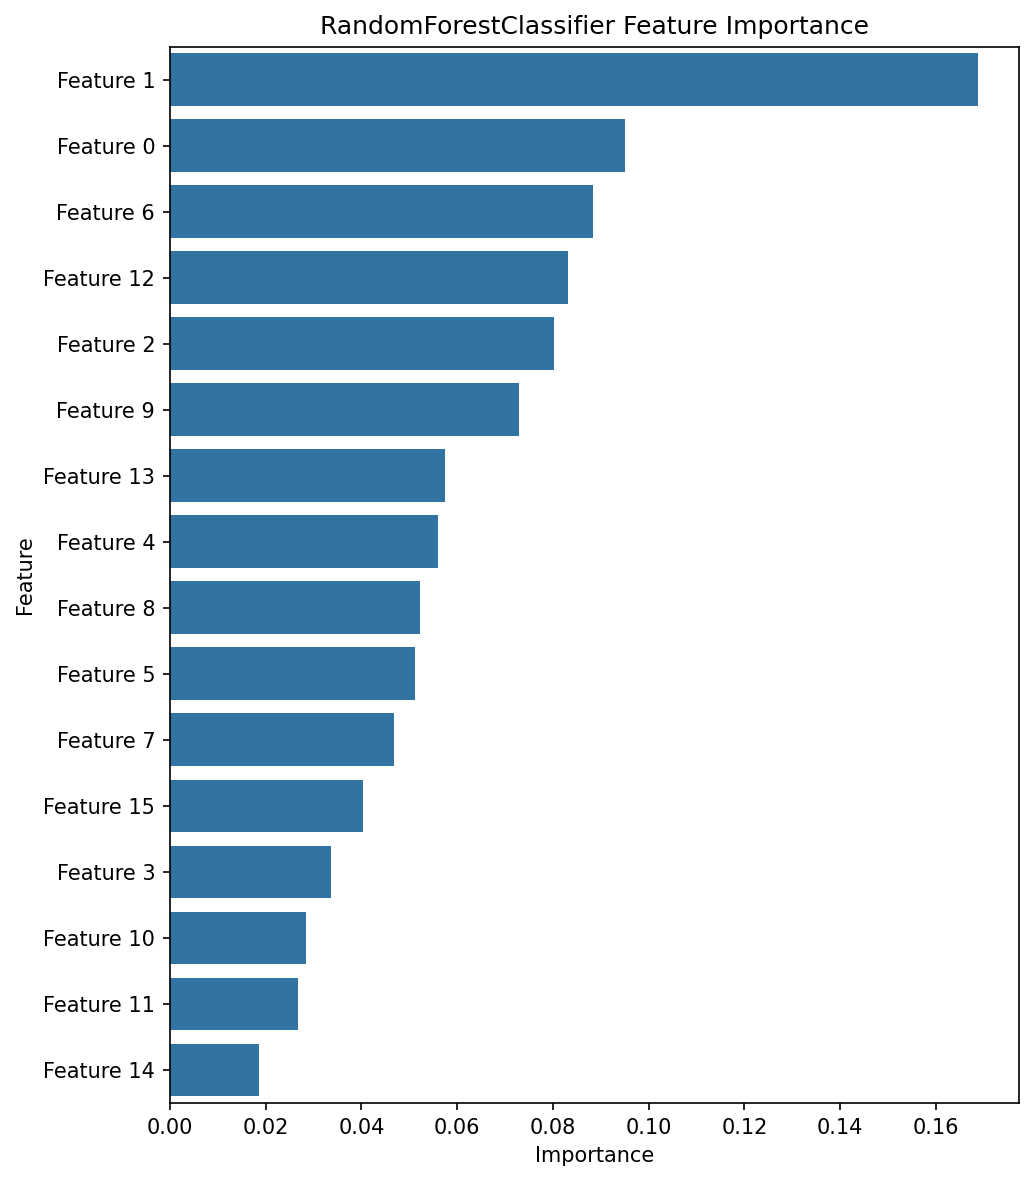 RandomForestClassifier Feature Importance
Feature 1
Feature 0
Feature 6
Feature 12
Feature 2
Feature 9
Feature 13
Feature 4
Feature 8
Feature 5
Feature 7
Feature 15
Feature 3
Feature 10
Feature 11
Feature 14
Feature
0.00 0.02 0.04 0.06 0.08 0.10 0.12 0.14 0.16
Importance